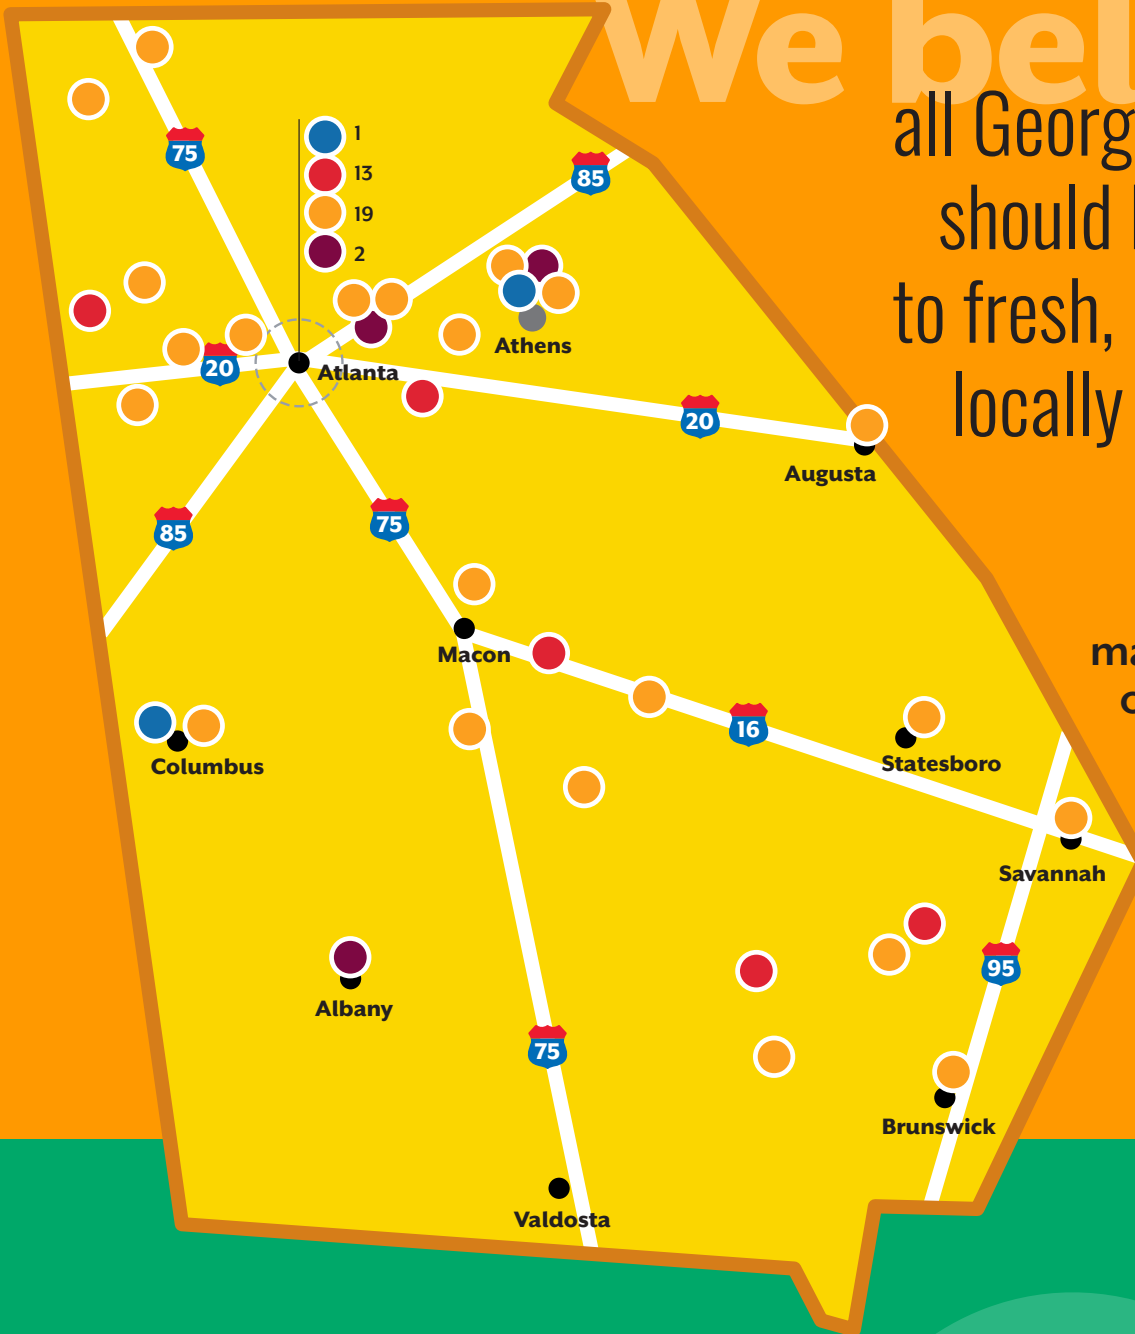 We bel
all Georg
should
to fresh,
locally
ma
75
1
13
19
2
85
Athens
20
Atlanta
20
Augusta
85
75
Macon
16
Columbus
Statesboro
Savannah
95
Albany
75
Brunswick
Valdosta